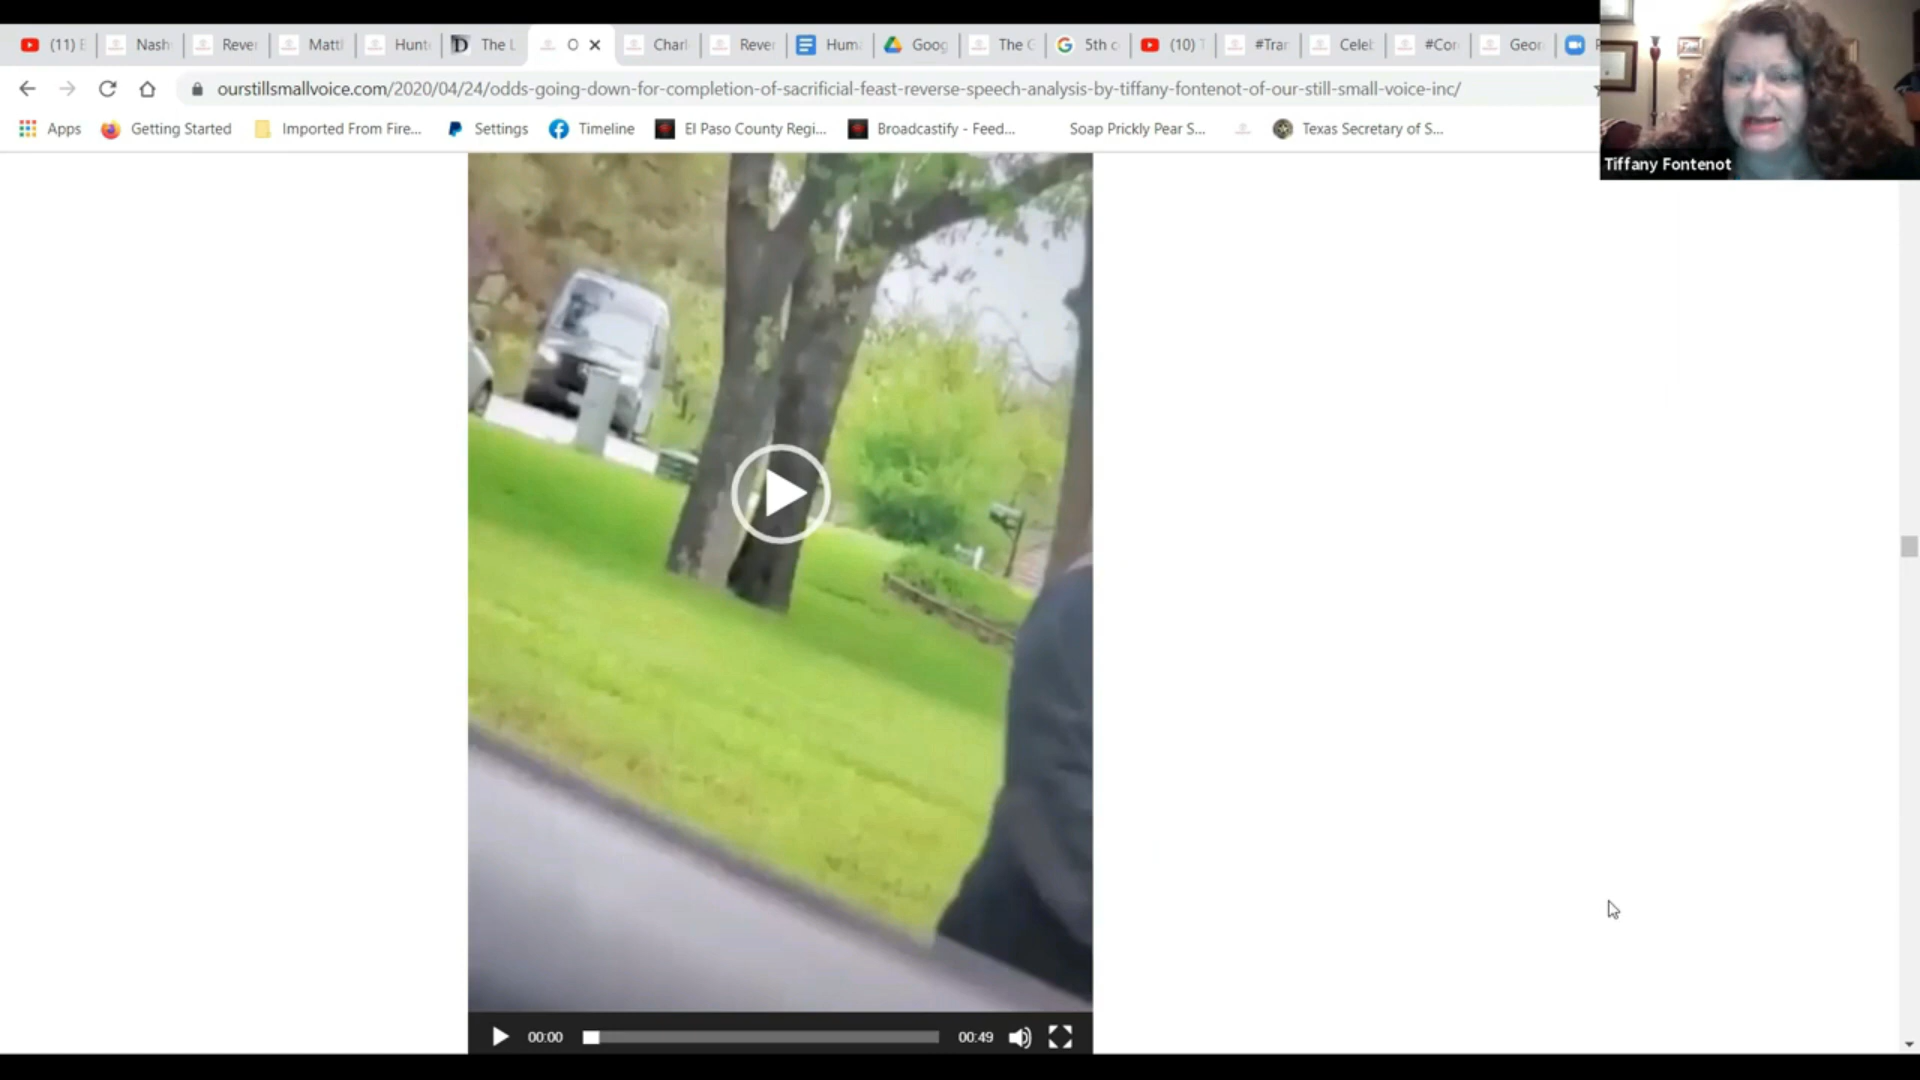 (11) E Nash Rever Matt Hunt The L O Charl Rever Huma Goog The G 5th c (10) T #Trar Celeb #Cor Geor
ourstillsmallvoice.com/2020/04/24/odds-going-down-for-completion-of-sacrificial-feast-reverse-speech-analysis-by-tiffany-fontenot-of-our-still-small-voice-inc/
Apps Getting Started Imported From Fire... Settings Timeline El Paso County Regi... Broadcastify - Feed... Soap Prickly Pear S... Texas Secretary of S...
Tiffany Fontenot
00:00 00:49